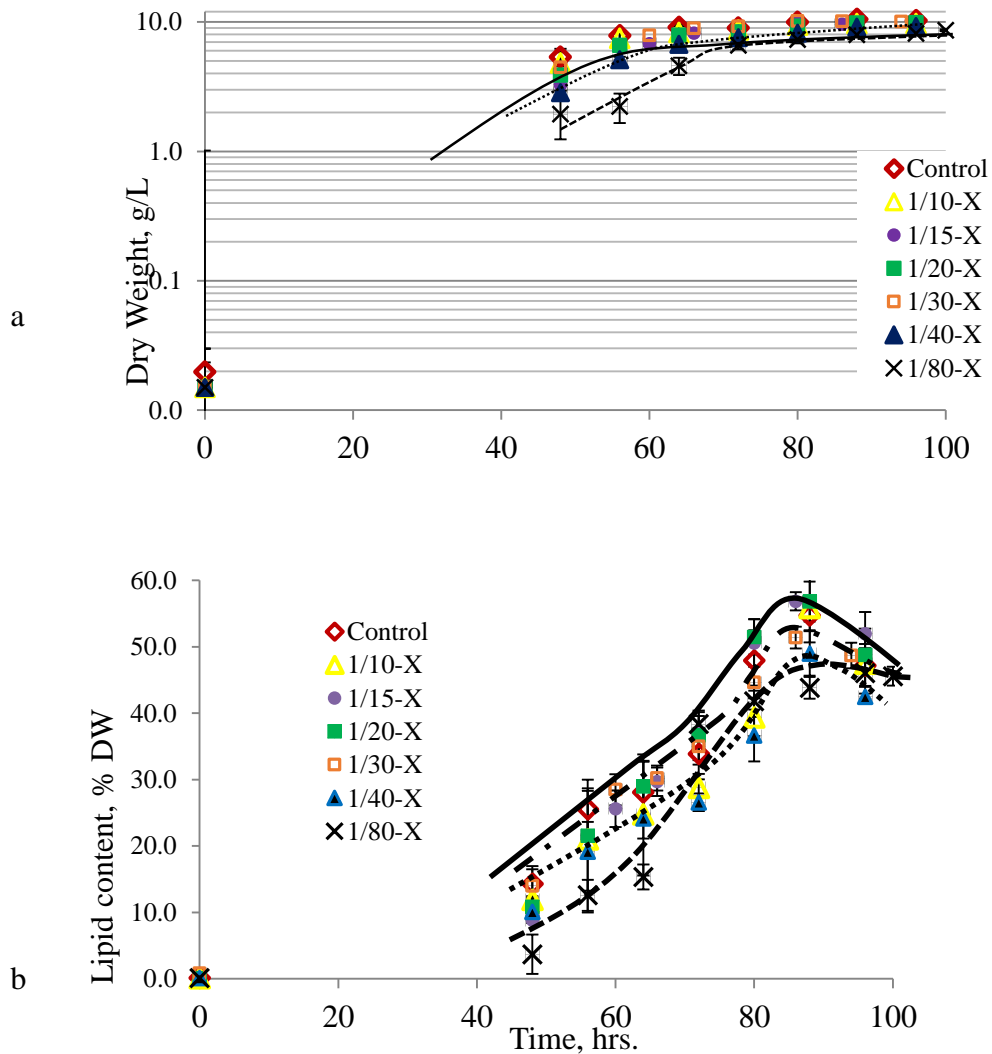 10.0
1.0
0.1
0.0
Dry Weight, g/L
a
0
20
40
60
80
100
Control
1/10-X
1/15-X
1/20-X
1/30-X
1/40-X
1/80-X
60.0
50.0
40.0
30.0
20.0
10.0
0.0
Lipid content, % DW
b
Control
1/10-X
1/15-X
1/20-X
1/30-X
1/40-X
1/80-X
0
20
40
60
80
100
Time, hrs.